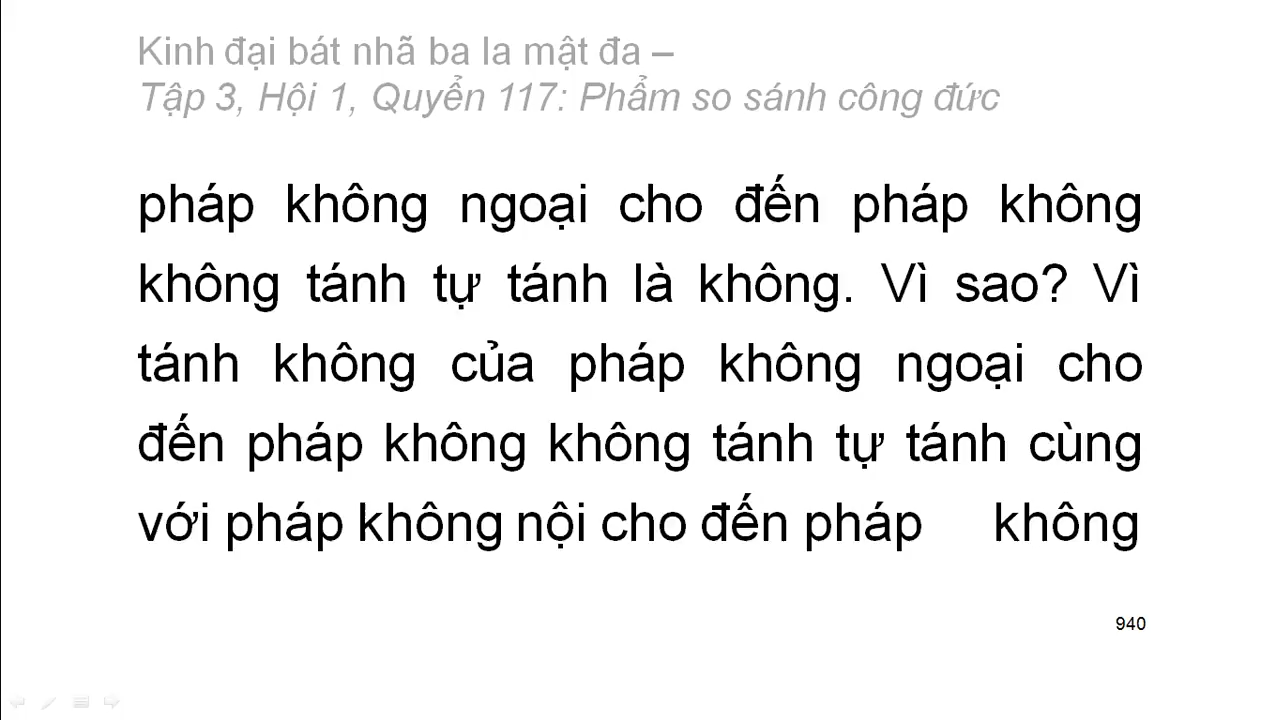 Kinh đại bát nhã ba la mật đa –
Tập 3, Hội 1, Quyển 117: Phẩm so sánh công đức
pháp không ngoại cho đến pháp không
không tánh tự tánh là không. Vì sao? Vì
tánh không của pháp không ngoại cho
đến pháp không không tánh tự tánh cùng
với pháp không nội cho đến pháp không
940